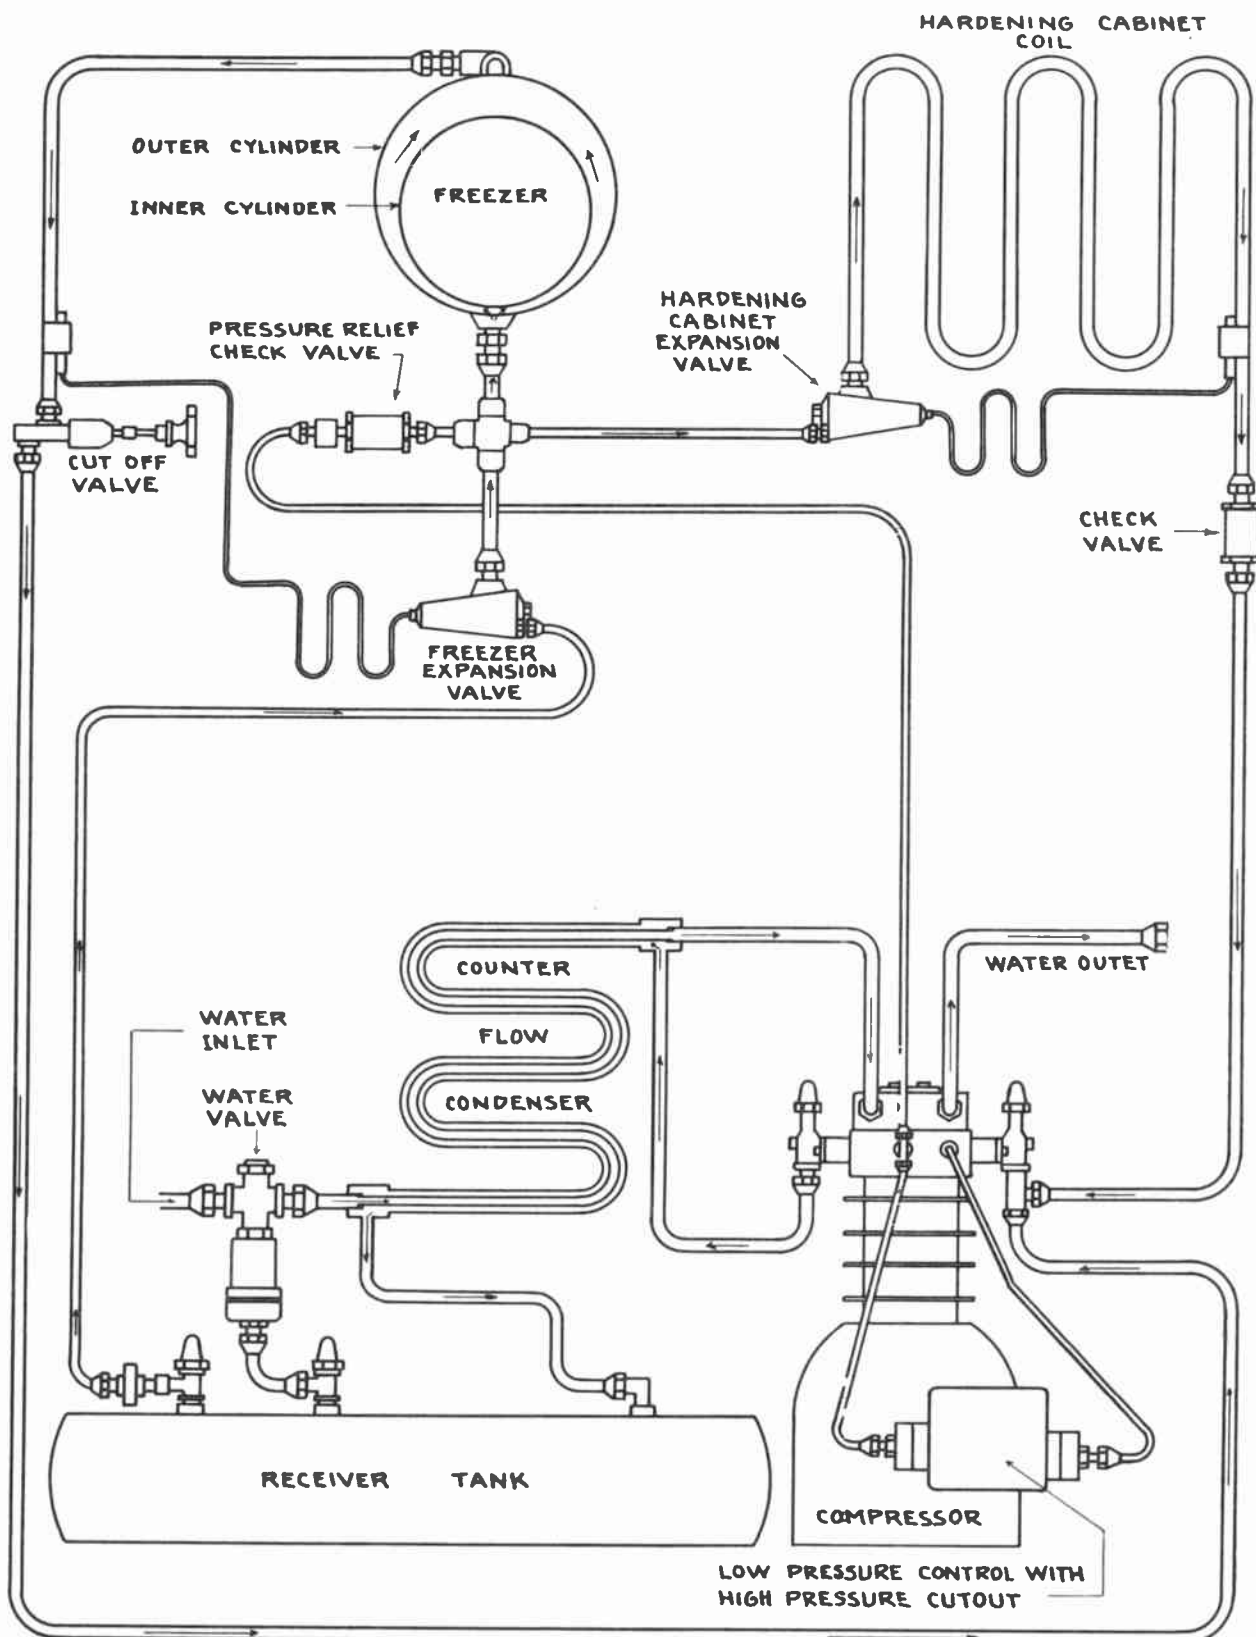 HARDENING CABINET
COIL
OUTER CYLINDER
INNER CYLINDER
FREEZER
HARDENING
CABINET
EXPANSION
VALVE
PRESSURE RELIEF
CHECK VALVE
CUT OFF
VALVE
CHECK
VALVE
FREEZER
EXPANSION
VALVE
COUNTER
FLOW
CONDENSER
WATER OUTET
WATER
INLET
WATER
VALVE
RECEIVER TANK
COMPRESSOR
LOW PRESSURE CONTROL WITH
HIGH PRESSURE CUTOUT